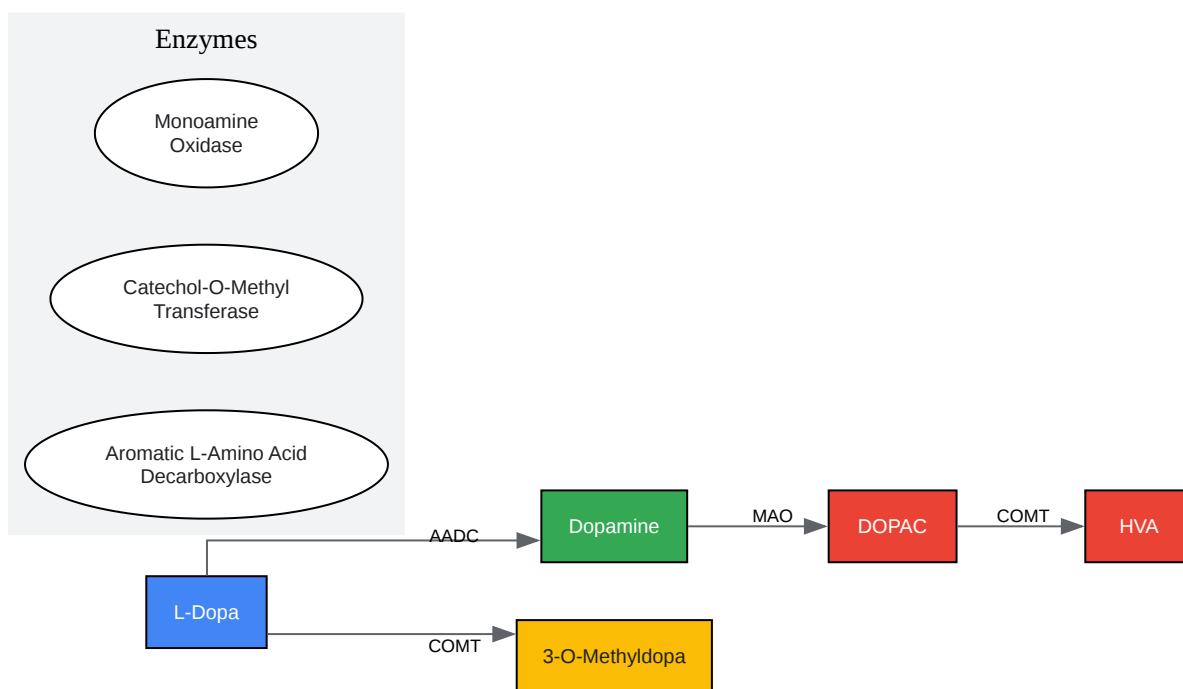 Enzymes
Monoamine
Oxidase
Catechol-O-Methyl
Transferase
Aromatic L-Amino Acid
Decarboxylase
AADC
Dopamine
MAO
DOPAC
COMT
HVA
L-Dopa
COMT
3-O-Methyldopa